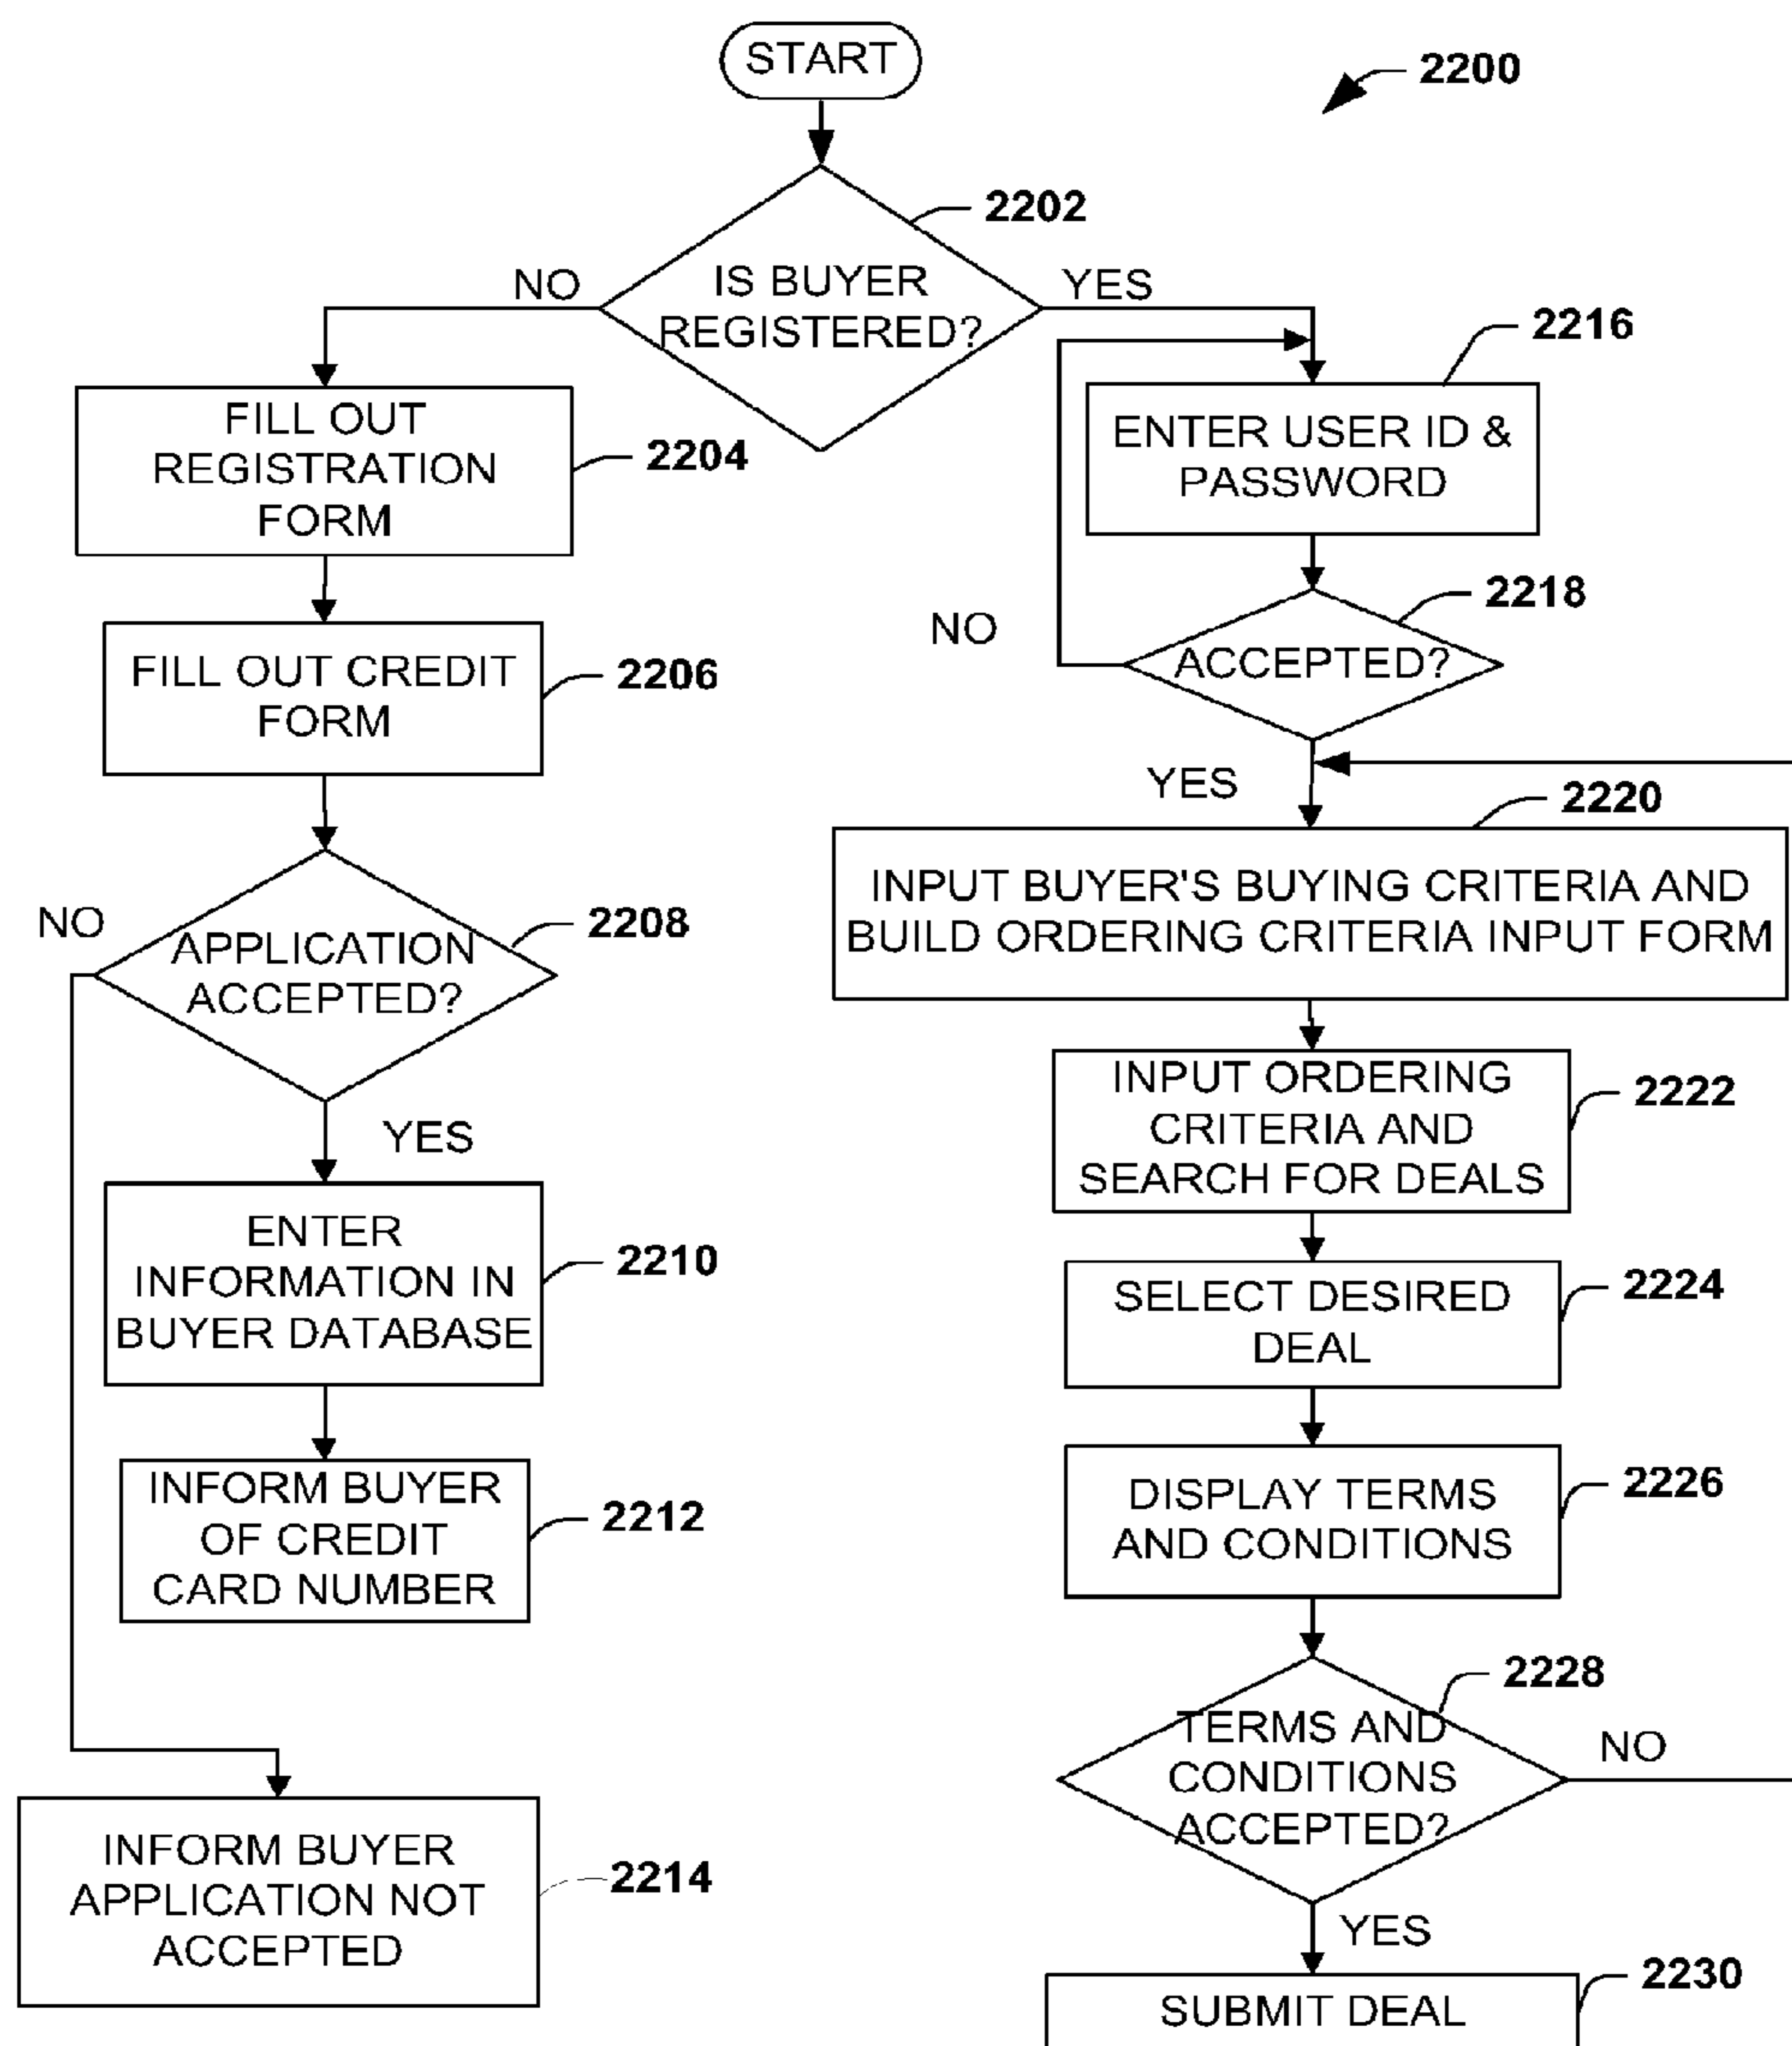 START
2200
2202
NO
IS BUYER
REGISTERED?
YES
FILL OUT
REGISTRATION
FORM
2204
FILL OUT CREDIT
FORM
2206
NO
APPLICATION
ACCEPTED?
2208
YES
ENTER
INFORMATION IN
BUYER DATABASE
2210
INFORM BUYER
OF CREDIT
CARD NUMBER
2212
INFORM BUYER
APPLICATION NOT
ACCEPTED
2214
2216
ENTER USER ID &
PASSWORD
2218
NO
ACCEPTED?
YES
2220
INPUT BUYER'S BUYING CRITERIA AND
BUILD ORDERING CRITERIA INPUT FORM
INPUT ORDERING
CRITERIA AND
SEARCH FOR DEALS
2222
SELECT DESIRED
DEAL
2224
DISPLAY TERMS
AND CONDITIONS
2226
2228
TERMS AND
CONDITIONS
ACCEPTED?
NO
YES
2230
SUBMIT DEAL